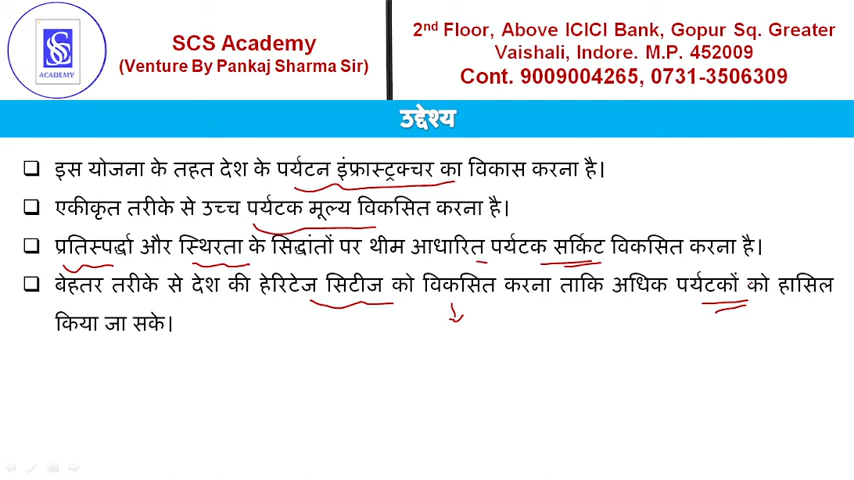 SCS Academy
(Venture By Pankaj Sharma Sir)
ACADEMY
2nd Floor, Above ICICI Bank, Gopur Sq. Greater
Vaishali, Indore. M.P. 452009
Cont. 9009004265, 0731-3506309
उद्देश्य
इस योजना के तहत देश के पर्यटन इंफ्रास्ट्रक्चर का विकास करना है।
एकीकृत तरीके से उच्च पर्यटक मूल्य विकसित करना है।
प्रतिस्पर्द्धा और स्थिरता के सिद्धांतों पर थीम आधारित पर्यटक सर्किट विकसित करना है।
बेहतर तरीके से देश की हेरिटेज सिटीज को विकसित करना ताकि अधिक पर्यटकों को हासिल
किया जा सके।